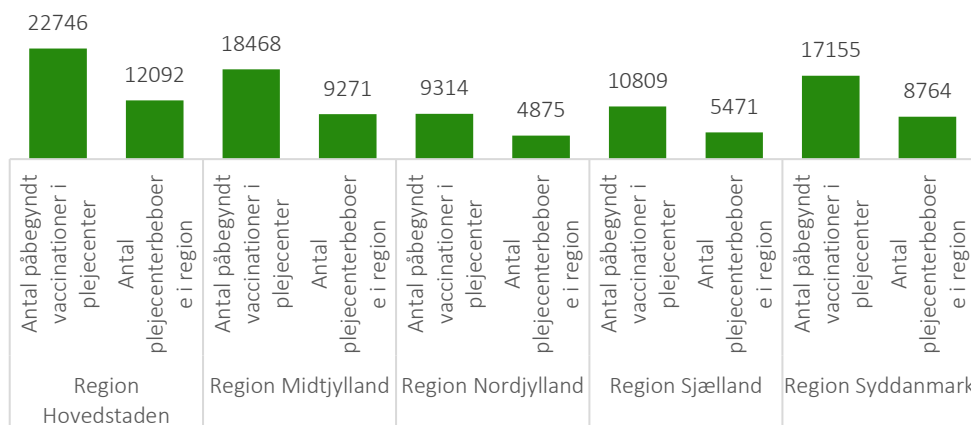 22746
12092
18468
9271
9314
4875
10809
5471
17155
8764
Antal påbegyndt
vaccinationer i
plejecenter
Antal
plejecenterbeboer
e i region
Antal påbegyndt
vaccinationer i
plejecenter
Antal
plejecenterbeboer
e i region
Antal påbegyndt
vaccinationer i
plejecenter
Antal
plejecenterbeboer
e i region
Antal påbegyndt
vaccinationer i
plejecenter
Antal
plejecenterbeboer
e i region
Antal påbegyndt
vaccinationer i
plejecenter
Antal
plejecenterbeboer
e i region
Region
Hovedstaden
Region Midtjylland
Region Nordjylland
Region Sjælland
Region Syddanmark